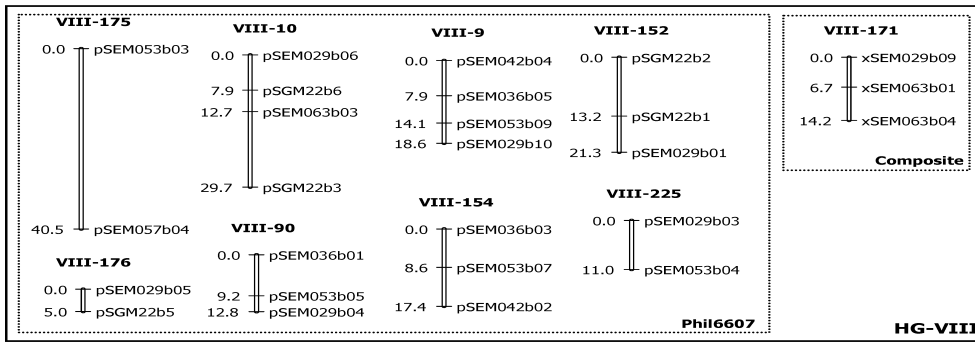 VIII-175
0.0 pSEM053b03
40.5 pSEM057b04
VIII-176
0.0 pSEM029b05
5.0 pSGM22b5
VIII-10
0.0 pSEM029b06
7.9 pSGM22b6
12.7 pSEM063b03
29.7 pSGM22b3
VIII-90
0.0 pSEM036b01
9.2 pSEM053b05
12.8 pSEM029b04
VIII-9
0.0 pSEM042b04
7.9 pSEM036b05
14.1 pSEM053b09
18.6 pSEM029b10
VIII-154
0.0 pSEM036b03
8.6 pSEM053b07
17.4 pSEM042b02
VIII-152
0.0 pSGM22b2
13.2 pSGM22b1
21.3 pSEM029b01
VIII-225
0.0 pSEM029b03
11.0 pSEM053b04
Phil6607
VIII-171
0.0 xSEM029b09
6.7 xSEM063b01
14.2 xSEM063b04
Composite
HG-VIII